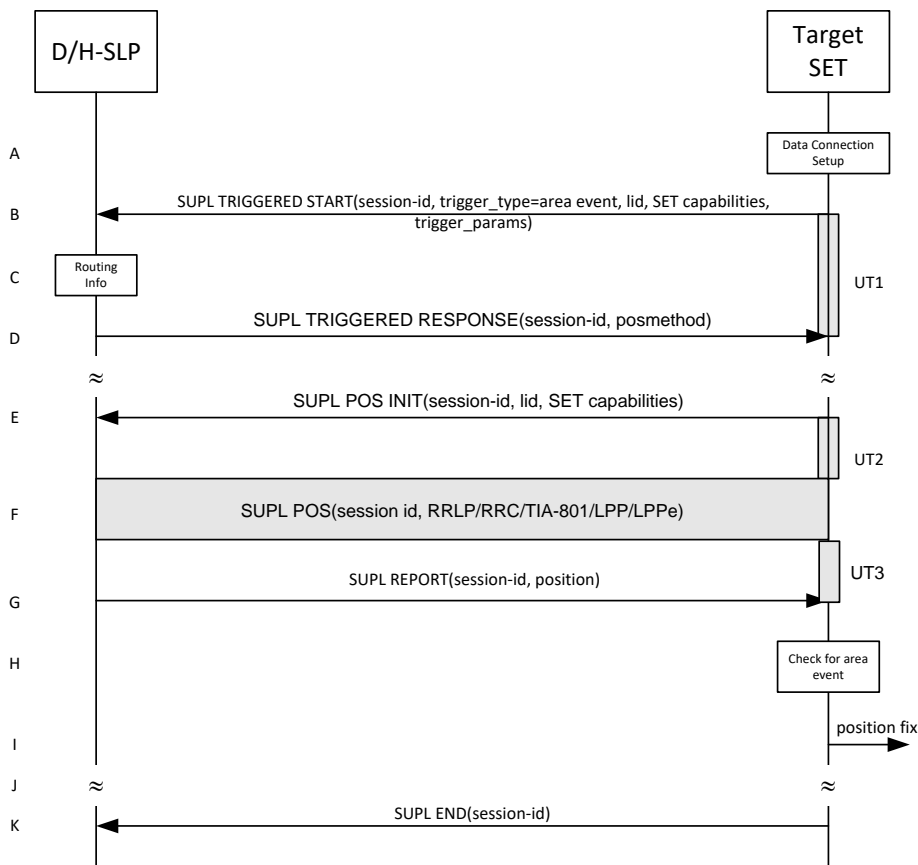 D/H-SLP
Target
SET
A
Data Connection
Setup
B
SUPL TRIGGERED START(session-id, trigger_type=area event, lid, SET capabilities,
trigger_params)
C
Routing
Info
UT1
D
SUPL TRIGGERED RESPONSE(session-id, posmethod)
≈
≈
E
SUPL POS INIT(session-id, lid, SET capabilities)
UT2
F
SUPL POS(session id, RRLP/RRC/TIA-801/LPP/LPPe)
UT3
G
SUPL REPORT(session-id, position)
H
Check for area
event
I
position fix
J
≈
≈
K
SUPL END(session-id)